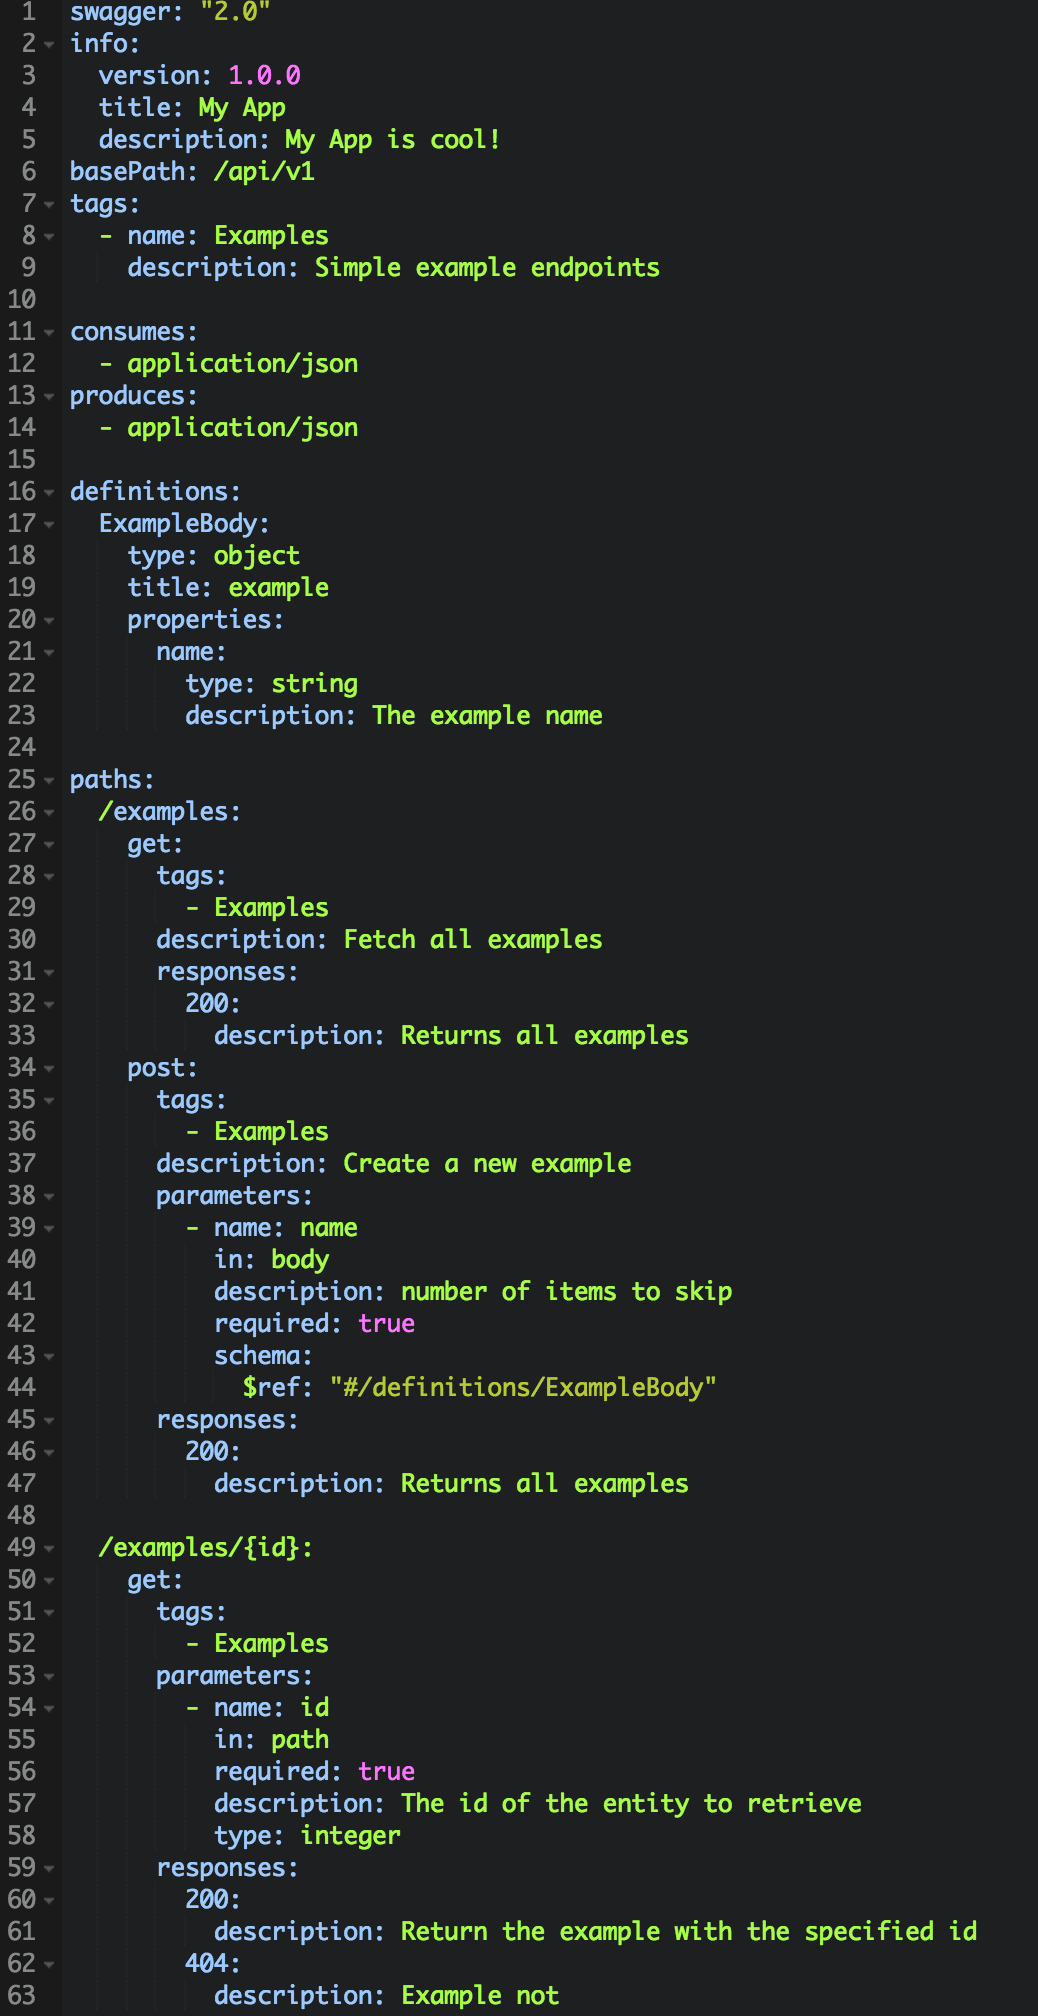 1 swagger: "2.0"
2 info:
3   version: 1.0.0
4   title: My App
5   description: My App is cool!
6 basePath: /api/v1
7 tags:
8   - name: Examples
9     description: Simple example endpoints
10
11 consumes:
12   - application/json
13 produces:
14   - application/json
15
16 definitions:
17   ExampleBody:
18     type: object
19     title: example
20     properties:
21       name:
22         type: string
23         description: The example name
24
25 paths:
26   /examples:
27     get:
28       tags:
29         - Examples
30       description: Fetch all examples
31       responses:
32         200:
33           description: Returns all examples
34     post:
35       tags:
36         - Examples
37       description: Create a new example
38       parameters:
39         - name: name
40           in: body
41           description: number of items to skip
42           required: true
43           schema:
44             $ref: "#/definitions/ExampleBody"
45       responses:
46         200:
47           description: Returns all examples
48
49   /examples/{id}:
50     get:
51       tags:
52         - Examples
53       parameters:
54         - name: id
55           in: path
56           required: true
57           description: The id of the entity to retrieve
58           type: integer
59       responses:
60         200:
61           description: Return the example with the specified id
62         404:
63           description: Example not